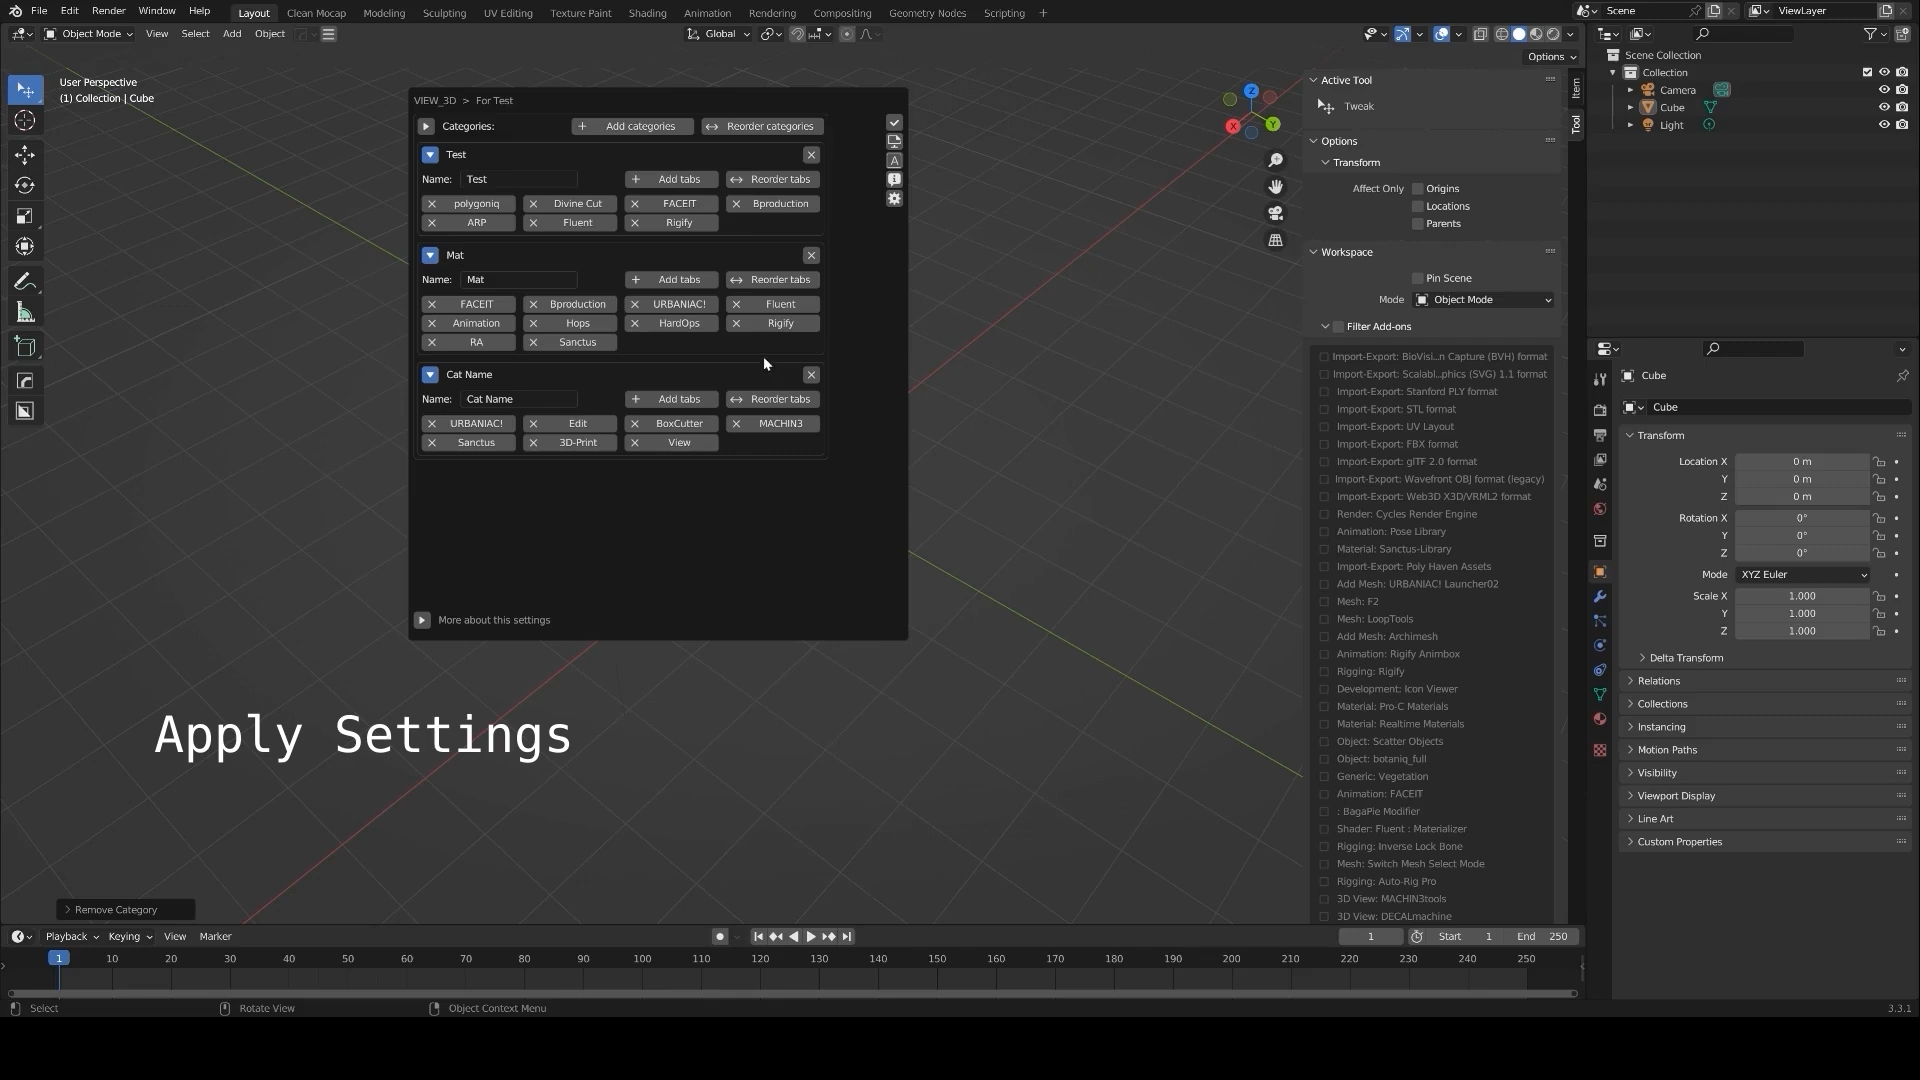 File Edit Render Window Help Layout Clean Mocap Modeling Sculpting UV Editing Texture Paint Shading Animation Rendering Compositing Geometry Nodes Scripting + Scene ViewLayer
Object Mode View Select Add Object Global
Options
User Perspective
(1) Collection | Cube
VIEW_3D > For Test
Categories: Add categories Reorder categories
Test
Name: Test Add tabs Reorder tabs
polygoniq Divine Cut FACEIT Bproduction
ARP Fluent Rigify
Mat
Name: Mat Add tabs Reorder tabs
FACEIT Bproduction URBANIAC! Fluent
Animation Hops HardOps Rigify
RA Sanctus
Cat Name
Name: Cat Name Add tabs Reorder tabs
URBANIAC! Edit BoxCutter MACHIN3
Sanctus 3D-Print View
More about this settings
Apply Settings
Remove Category
Z
Y
X
Item
Tool
Active Tool
Tweak
Options
Transform
Affect Only Origins
Locations
Parents
Workspace
Pin Scene
Mode Object Mode
Filter Add-ons
Import-Export: BioVisi...n Capture (BVH) format
Import-Export: Scalabl...phics (SVG) 1.1 format
Import-Export: Stanford PLY format
Import-Export: STL format
Import-Export: UV Layout
Import-Export: FBX format
Import-Export: glTF 2.0 format
Import-Export: Wavefront OBJ format (legacy)
Import-Export: Web3D X3D/VRML2 format
Render: Cycles Render Engine
Animation: Pose Library
Material: Sanctus-Library
Import-Export: Poly Haven Assets
Add Mesh: URBANIAC! Launcher02
Mesh: F2
Mesh: LoopTools
Add Mesh: Archimesh
Animation: Rigify Animbox
Rigging: Rigify
Development: Icon Viewer
Material: Pro-C Materials
Material: Realtime Materials
Object: Scatter Objects
Object: botaniq_full
Generic: Vegetation
Animation: FACEIT
: BagaPie Modifier
Shader: Fluent : Materializer
Rigging: Inverse Lock Bone
Mesh: Switch Mesh Select Mode
Rigging: Auto-Rig Pro
3D View: MACHIN3tools
3D View: DECALmachine
Scene Collection
Collection
Camera
Cube
Light
Cube
Cube
Transform
Location X 0 m
Y 0 m
Z 0 m
Rotation X 0°
Y 0°
Z 0°
Mode XYZ Euler
Scale X 1.000
Y 1.000
Z 1.000
Delta Transform
Relations
Collections
Instancing
Motion Paths
Visibility
Viewport Display
Line Art
Custom Properties
Playback Keying View Marker 1 Start 1 End 250
1 10 20 30 40 50 60 70 80 90 100 110 120 130 140 150 160 170 180 190 200 210 220 230 240 250
Select Rotate View Object Context Menu 3.3.1